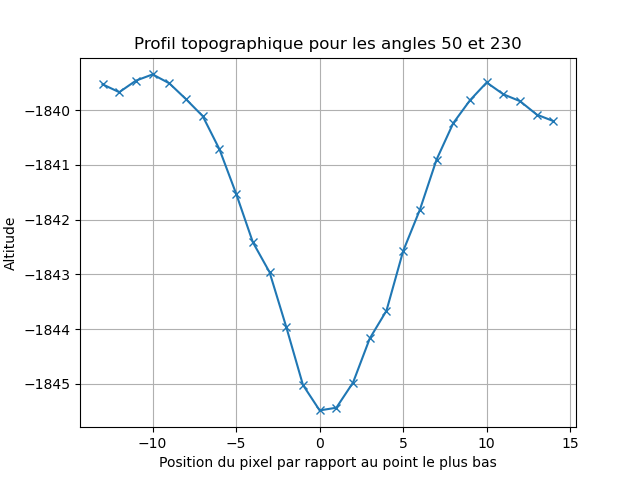 Profil topographique pour les angles 50 et 230
−1840
−1841
−1842
−1843
−1844
−1845
Altitude
−10 −5 0 5 10 15
Position du pixel par rapport au point le plus bas